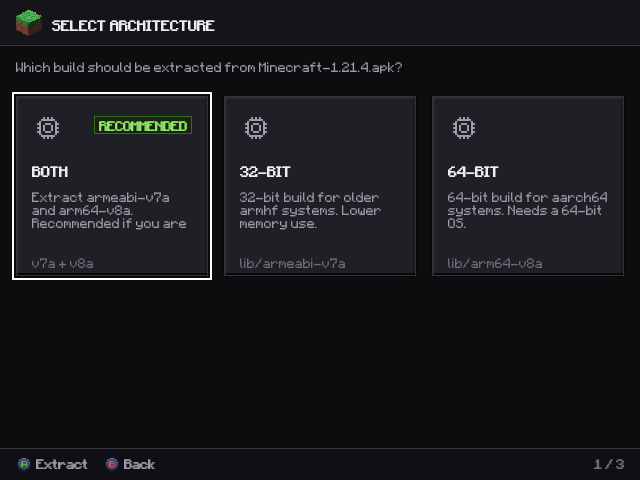 SELECT ARCHITECTURE
Which build should be extracted from Minecraft-1.21.4.apk?
RECOMMENDED
BOTH
Extract armeabi-v7a
and arm64-v8a.
Recommended if you are
v7a + v8a
32-BIT
32-bit build for older
armhf systems. Lower
memory use.
lib/armeabi-v7a
64-BIT
64-bit build for aarch64
systems. Needs a 64-bit
OS.
lib/arm64-v8a
A Extract B Back
1 / 3